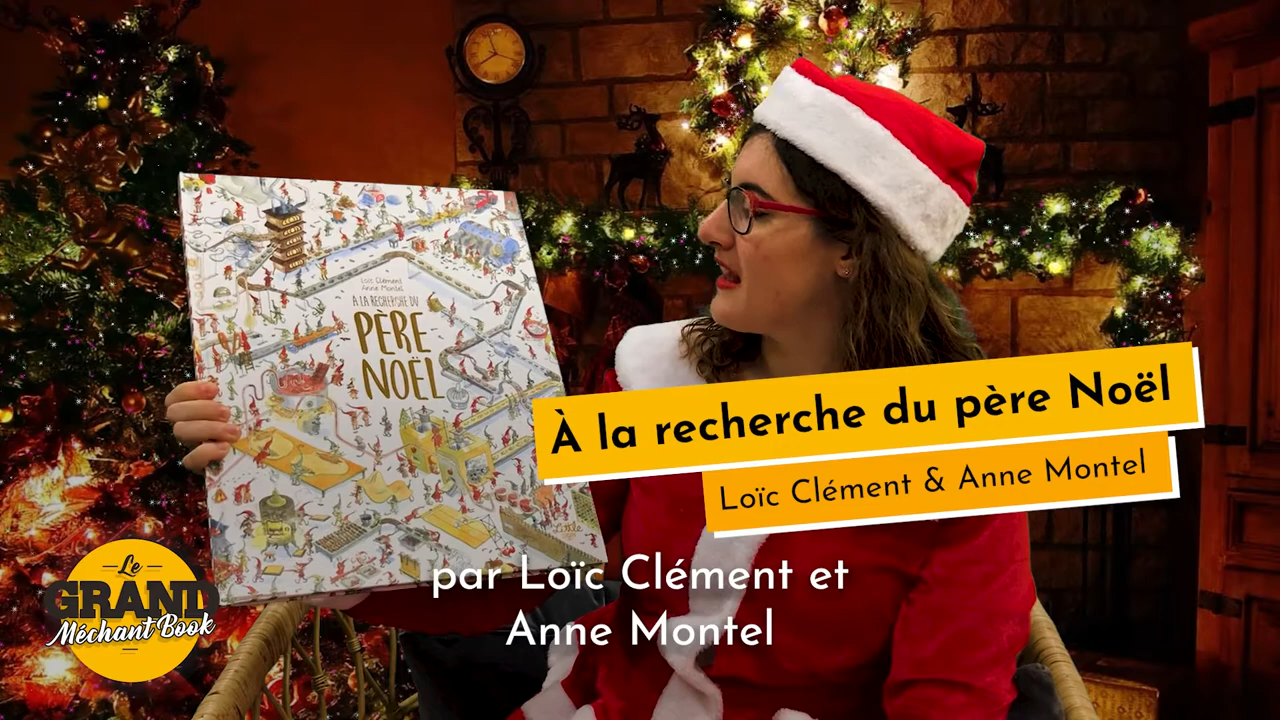 Loïc Clément
Anne Montel
À LA RECHERCHE DU
PÈRE
NOËL
Little
À la recherche du père Noël
Loïc Clément & Anne Montel
par Loïc Clément et
Anne Montel
Le
GRAND
Méchant Book